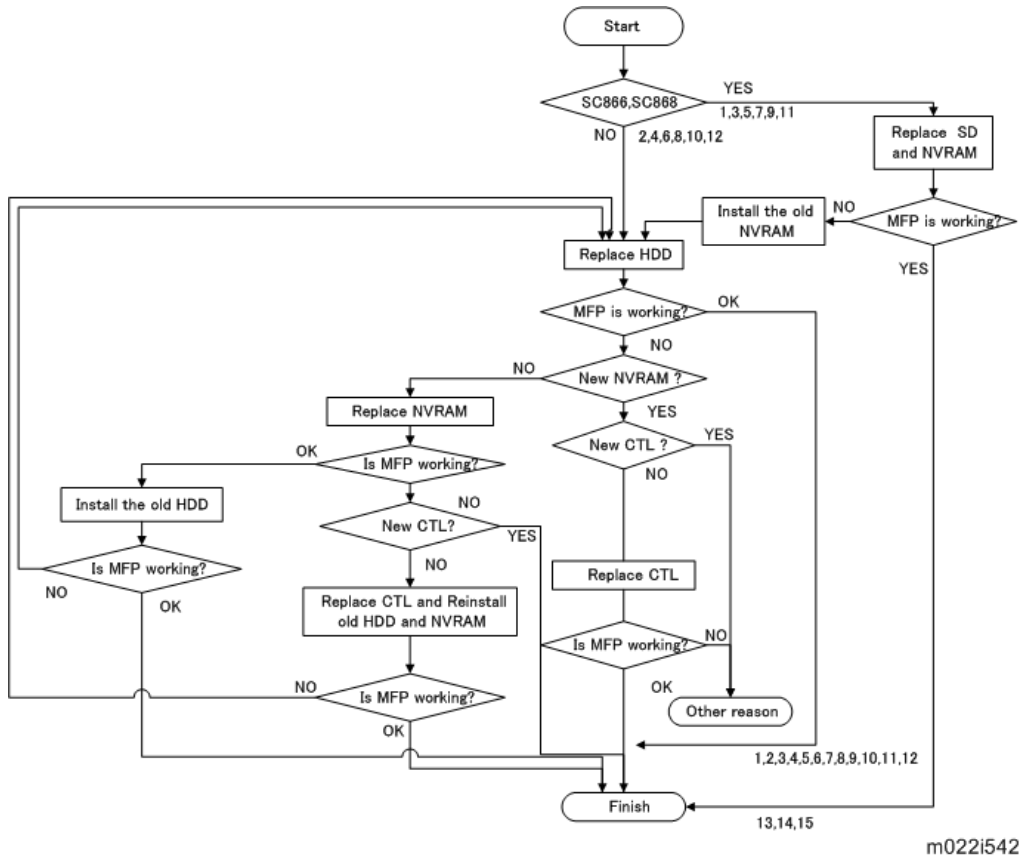 Start
SC866,SC868
YES
1,3,5,7,9,11
NO
2,4,6,8,10,12
Replace SD
and NVRAM
MFP is working?
NO
YES
Install the old
NVRAM
Replace HDD
MFP is working?
OK
NO
New NVRAM ?
NO
YES
Replace NVRAM
New CTL ?
YES
NO
Is MFP working?
OK
NO
Install the old HDD
New CTL?
YES
NO
Is MFP working?
NO
OK
Replace CTL
Replace CTL and Reinstall
old HDD and NVRAM
Is MFP working?
NO
OK
Other reason
Is MFP working?
NO
OK
1,2,3,4,5,6,7,8,9,10,11,12
Finish
13,14,15
m022i542